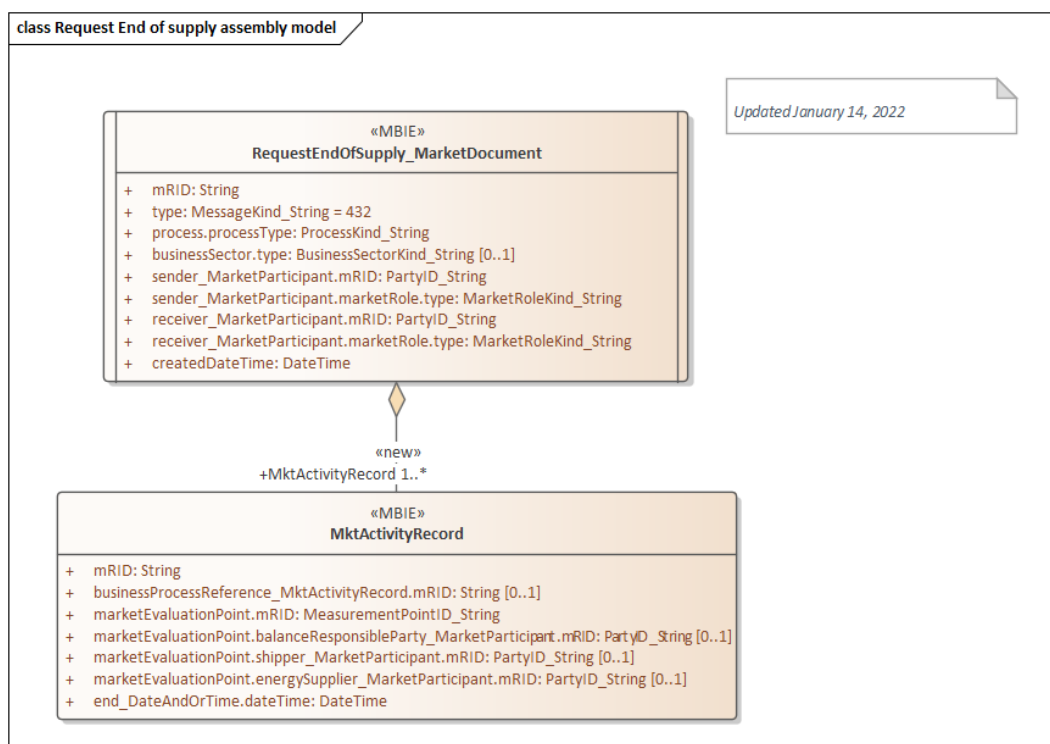 class Request End of supply assembly model
Updated January 14, 2022
«MBIE»
RequestEndOfSupply_MarketDocument
+ mRID: String
+ type: MessageKind_String = 432
+ process.processType: ProcessKind_String
+ businessSector.type: BusinessSectorKind_String [0..1]
+ sender_MarketParticipant.mRID: PartyID_String
+ sender_MarketParticipant.marketRole.type: MarketRoleKind_String
+ receiver_MarketParticipant.mRID: PartyID_String
+ receiver_MarketParticipant.marketRole.type: MarketRoleKind_String
+ createdDateTime: DateTime
«new»
+MktActivityRecord 1..*
«MBIE»
MktActivityRecord
+ mRID: String
+ businessProcessReference_MktActivityRecord.mRID: String [0..1]
+ marketEvaluationPoint.mRID: MeasurementPointID_String
+ marketEvaluationPoint.balanceResponsibleParty_MarketParticipant.mRID: PartyID_String [0..1]
+ marketEvaluationPoint.shipper_MarketParticipant.mRID: PartyID_String [0..1]
+ marketEvaluationPoint.energySupplier_MarketParticipant.mRID: PartyID_String [0..1]
+ end_DateAndOrTime.dateTime: DateTime